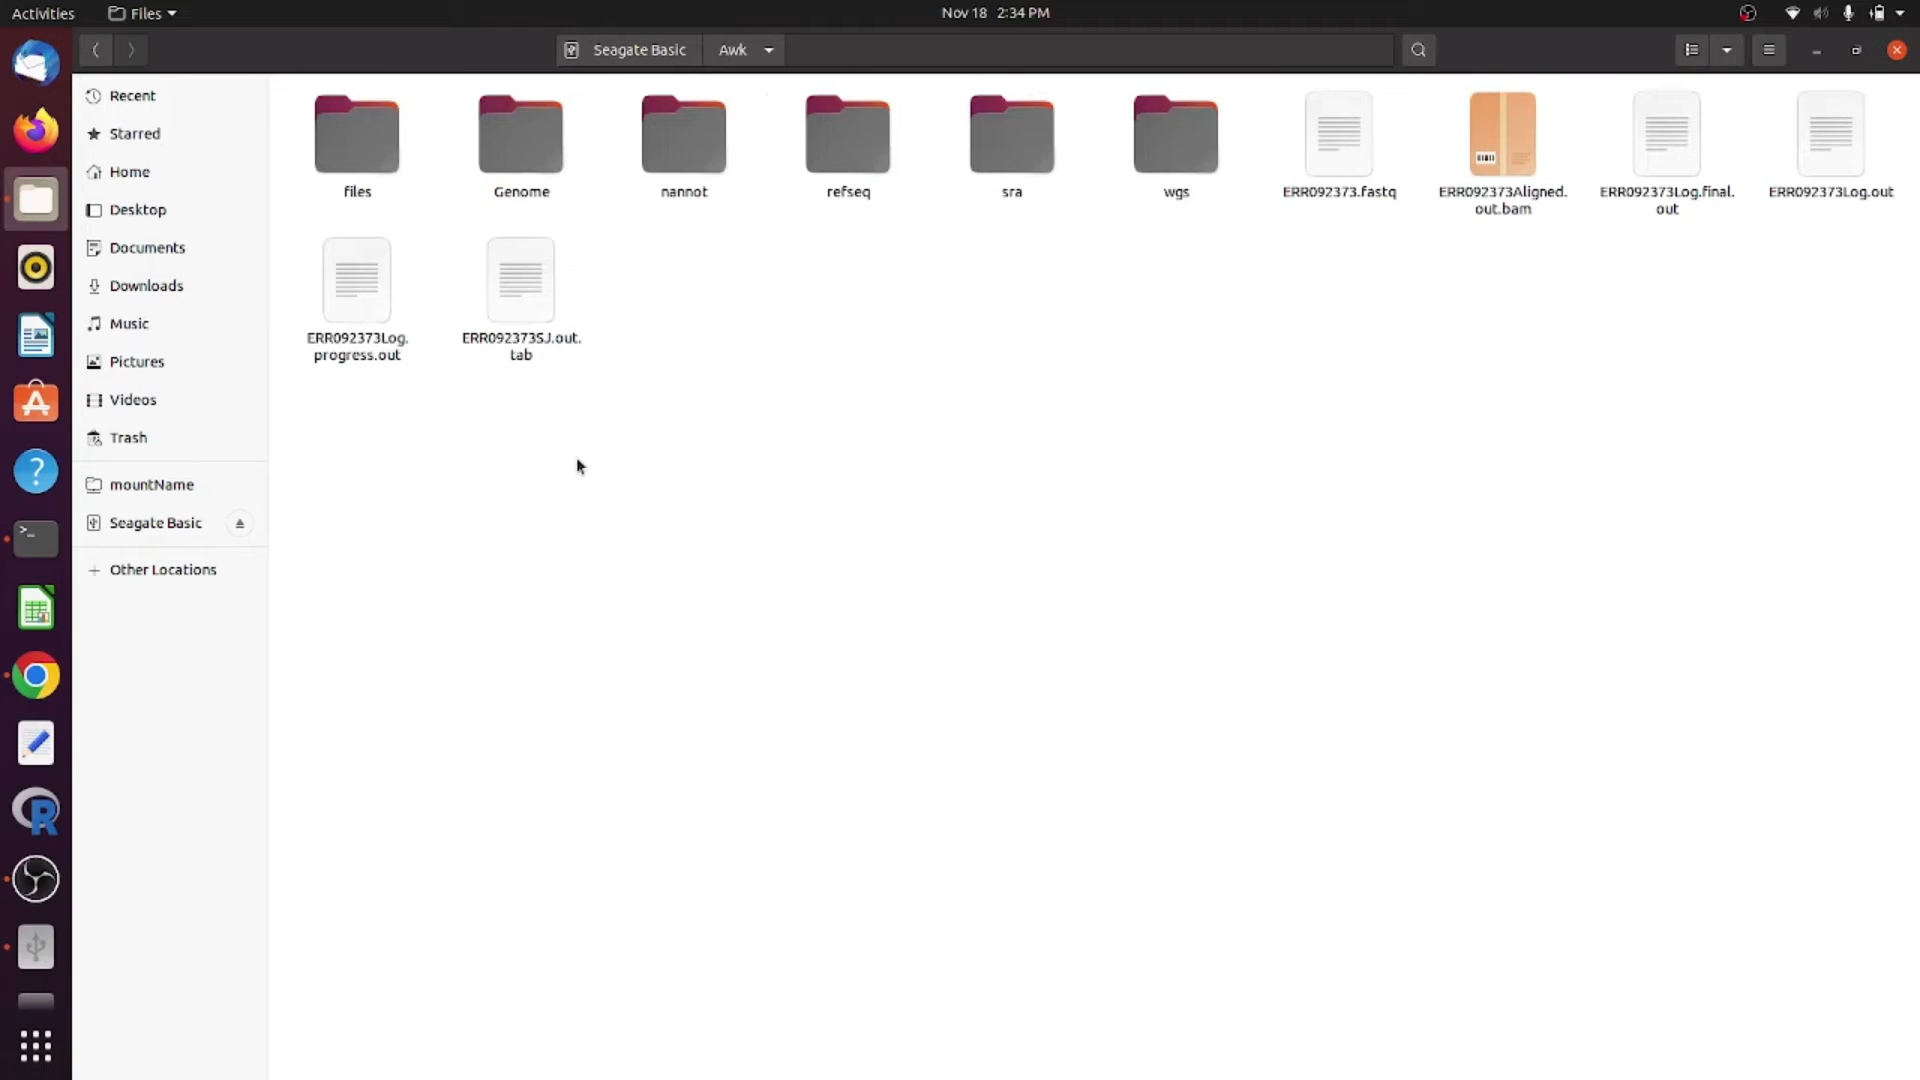 Activities
Files
Nov 18 2:34 PM
Seagate Basic
Awk
Recent
Starred
Home
Desktop
Documents
Downloads
Music
Pictures
Videos
Trash
mountName
Seagate Basic
Other Locations
files
Genome
nannot
refseq
sra
wgs
ERR092373.fastq
ERR092373Aligned.
out.bam
ERR092373Log.final.
out
ERR092373Log.out
ERR092373Log.
progress.out
ERR092373SJ.out.
tab